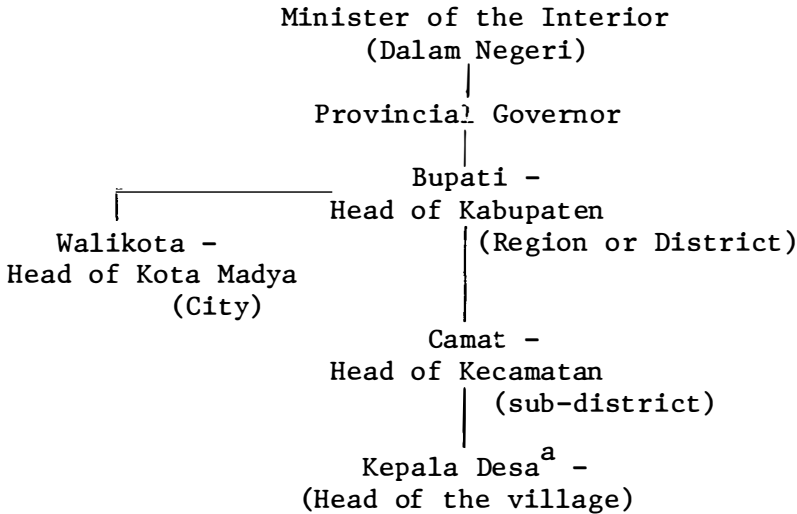 Minister of the Interior
(Dalam Negeri)
Provincial Governor
Bupati -
Head of Kabupaten
(Region or District)
Walikota -
Head of Kota Madya
(City)
Camat -
Head of Kecamatan
(sub-district)
Kepala Desa^a -
(Head of the village)